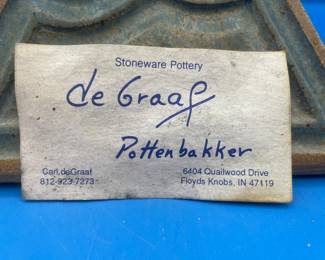 Stoneware Pottery
de Graaf
Pottenbakker
Carl deGraaf
812-923-7273
6404 Quailwood Drive
Floyds Knobs, IN 47119